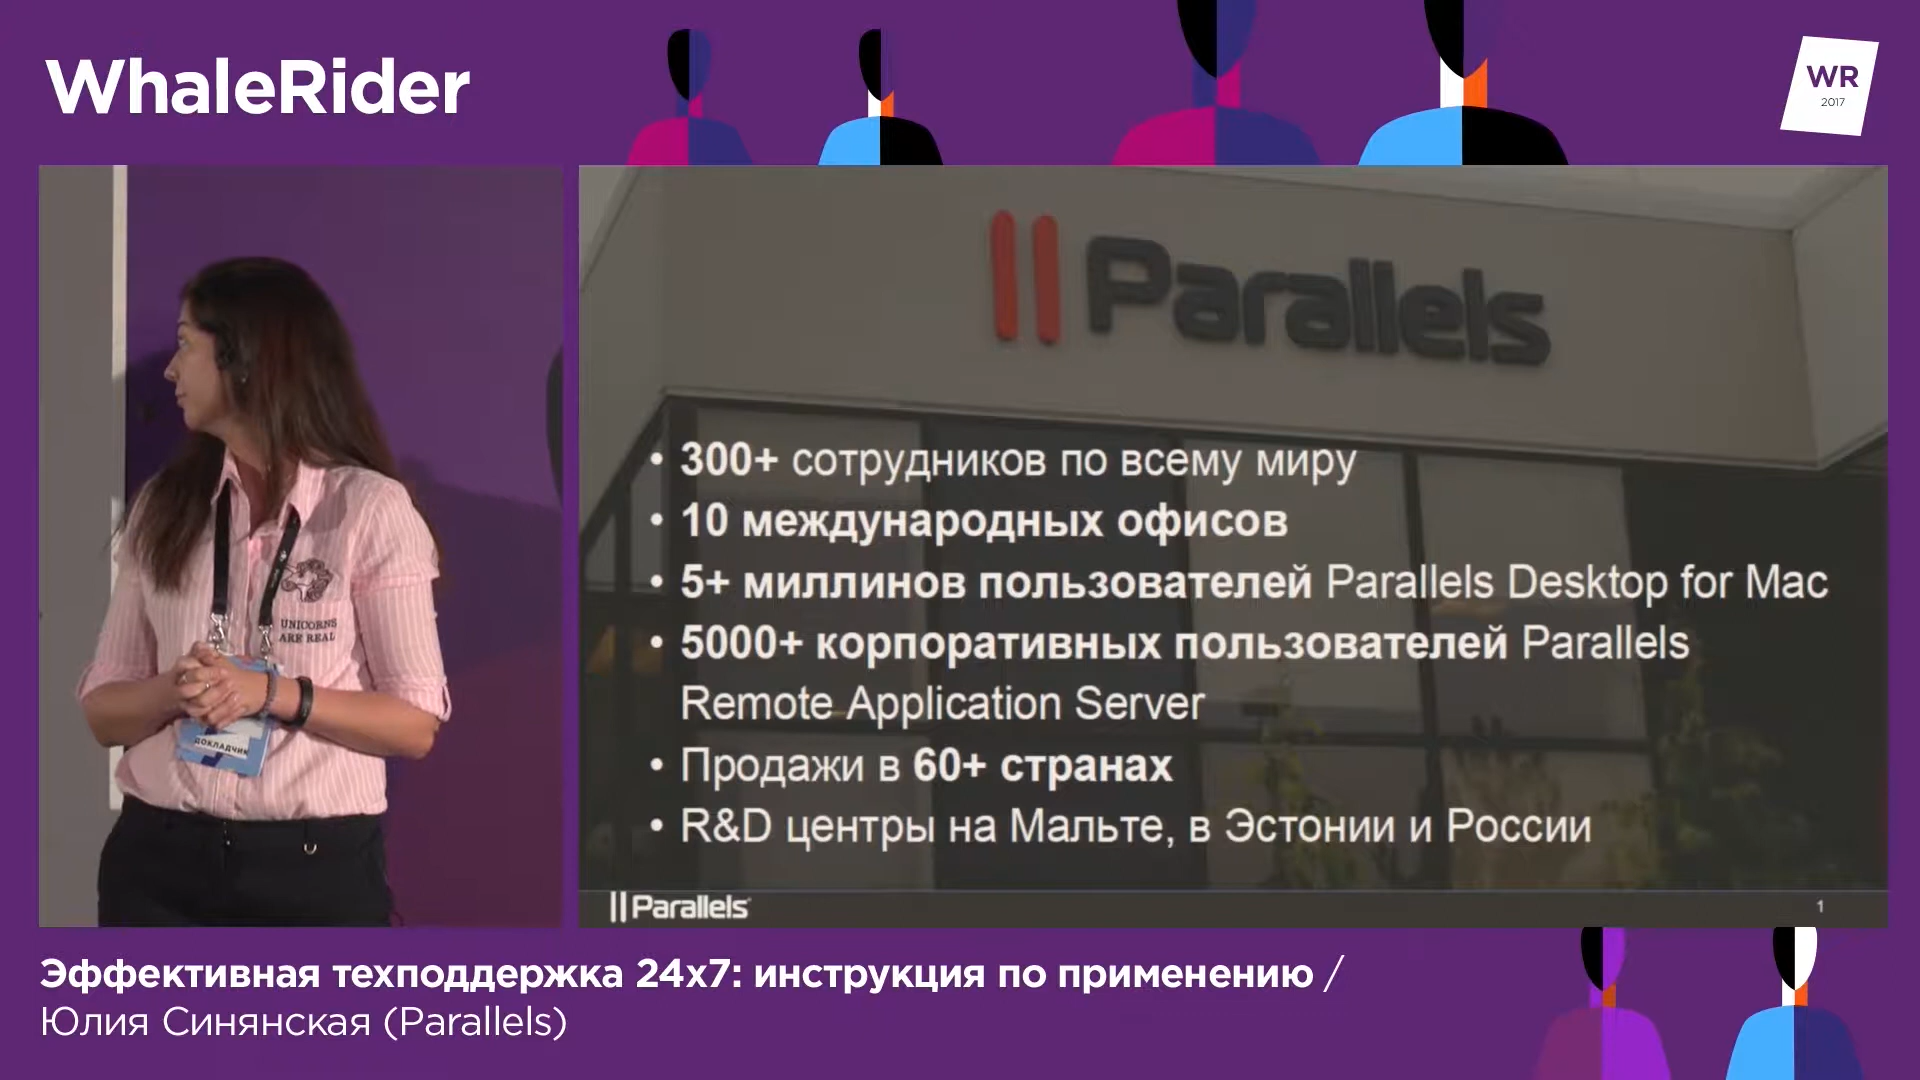 WhaleRider
WR
2017
Parallels
• 300+ сотрудников по всему миру
• 10 международных офисов
• 5+ миллинов пользователей Parallels Desktop for Mac
• 5000+ корпоративных пользователей Parallels
Remote Application Server
• Продажи в 60+ странах
• R&D центры на Мальте, в Эстонии и России
Parallels
1
UNICORNS
ARE REAL
ДОКЛАДЧИК
Эффективная техподдержка 24x7: инструкция по применению /
Юлия Синянская (Parallels)